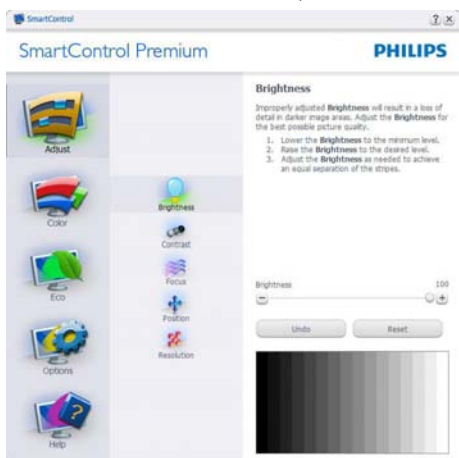 SmartControl
SmartControl Premium
PHILIPS
Adjust
Color
Eco
Options
Help
Brightness
Contrast
Focus
Position
Resolution
Brightness
Improperly adjusted Brightness will result in a loss of
detail in darker image areas. Adjust the Brightness for
the best possible picture quality.
1. Lower the Brightness to the minimum level.
2. Raise the Brightness to the desired level.
3. Adjust the Brightness as needed to achieve
an equal separation of the stripes.
Brightness 100
Undo Reset